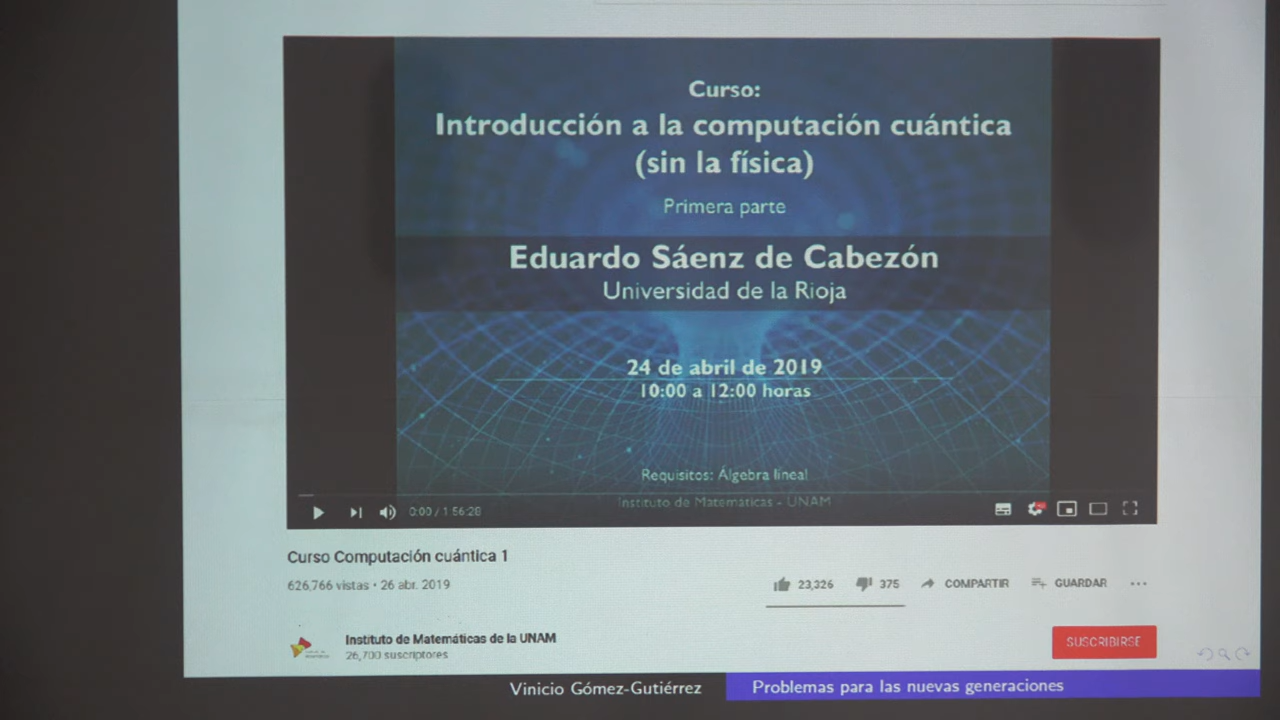 Curso:
Introducción a la computación cuántica
(sin la física)
Primera parte
Eduardo Sáenz de Cabezón
Universidad de la Rioja
24 de abril de 2019
10:00 a 12:00 horas
Requisitos: Álgebra lineal
Instituto de Matemáticas - UNAM
0:00 / 1:56:28
Curso Computación cuántica 1
626,766 vistas • 26 abr. 2019
23,326 375 COMPARTIR GUARDAR
Instituto de Matemáticas de la UNAM
26,700 suscriptores
SUSCRIBIRSE
Vinicio Gómez-Gutiérrez Problemas para las nuevas generaciones